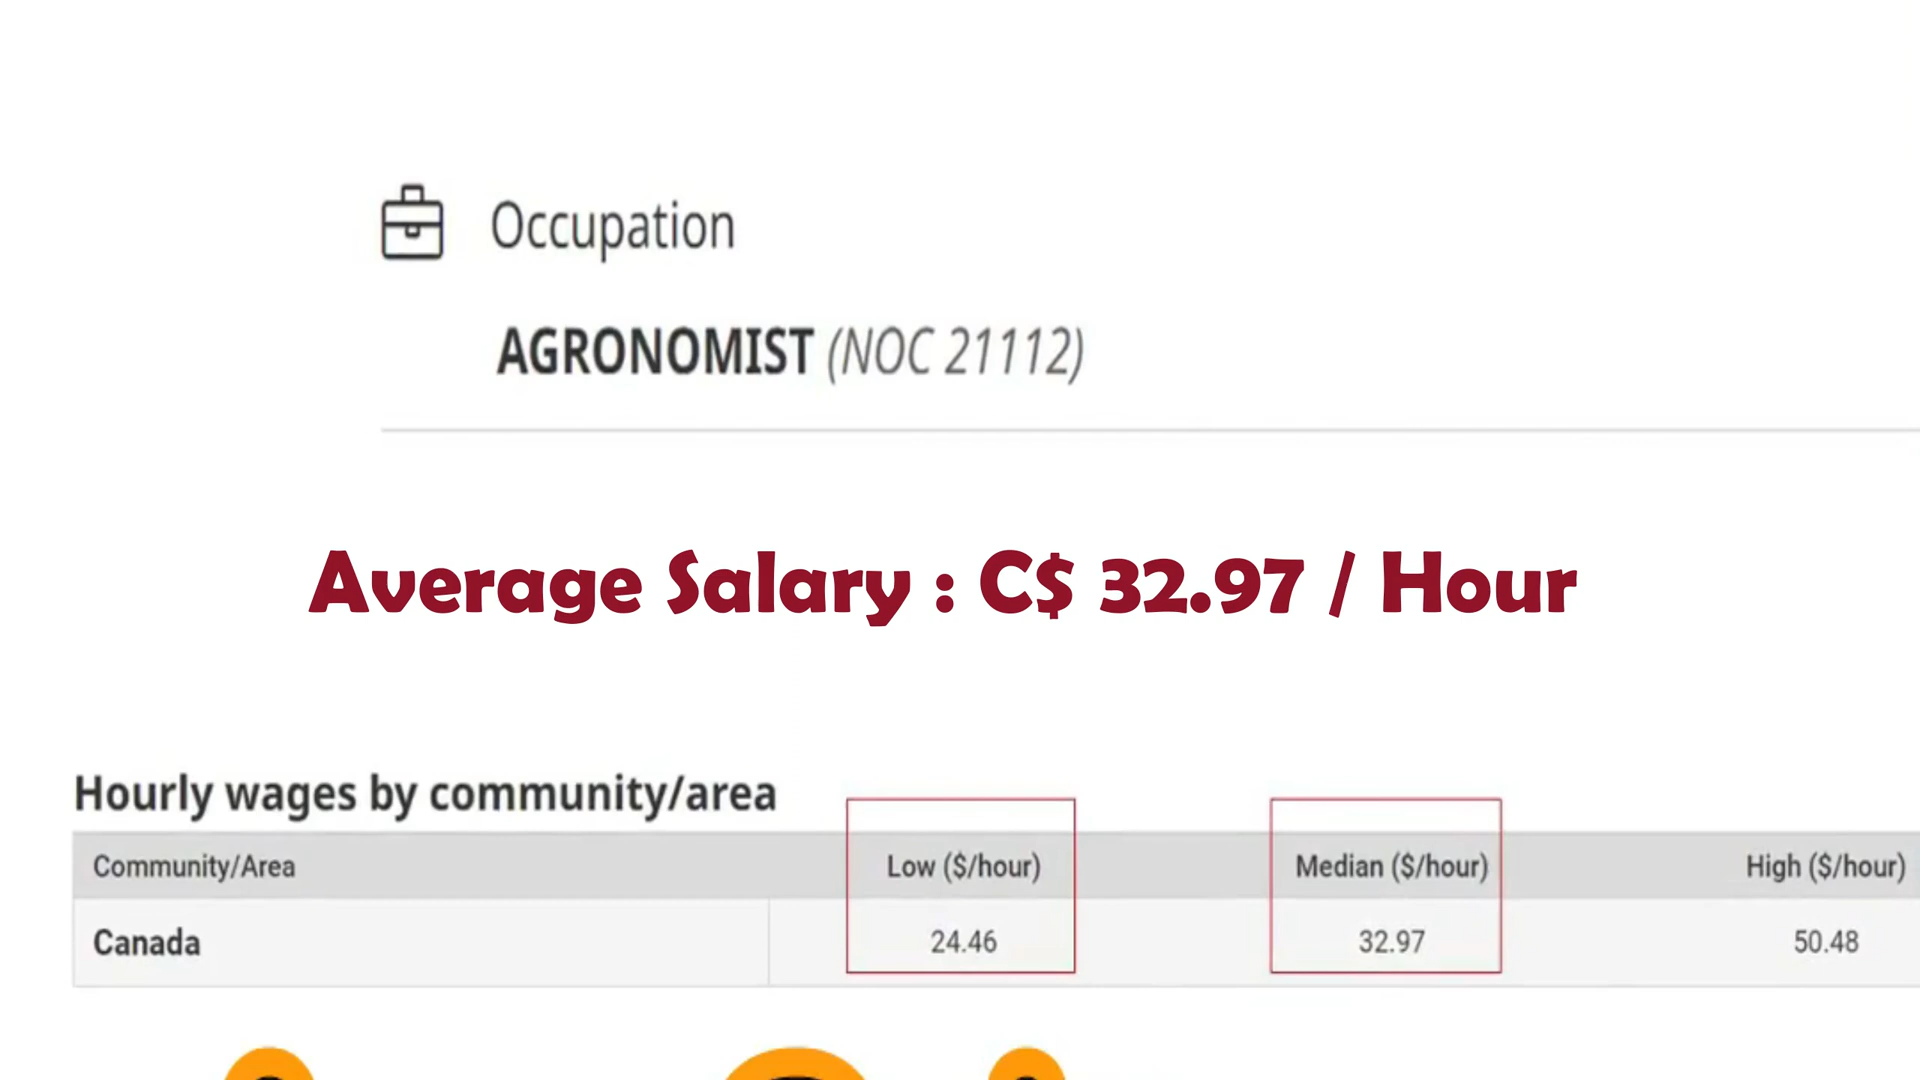 Occupation
AGRONOMIST (NOC 21112)
Average Salary : C$ 32.97 / Hour
Hourly wages by community/area
Community/Area Low ($/hour) Median ($/hour) High ($/hour)
Canada 24.46 32.97 50.48